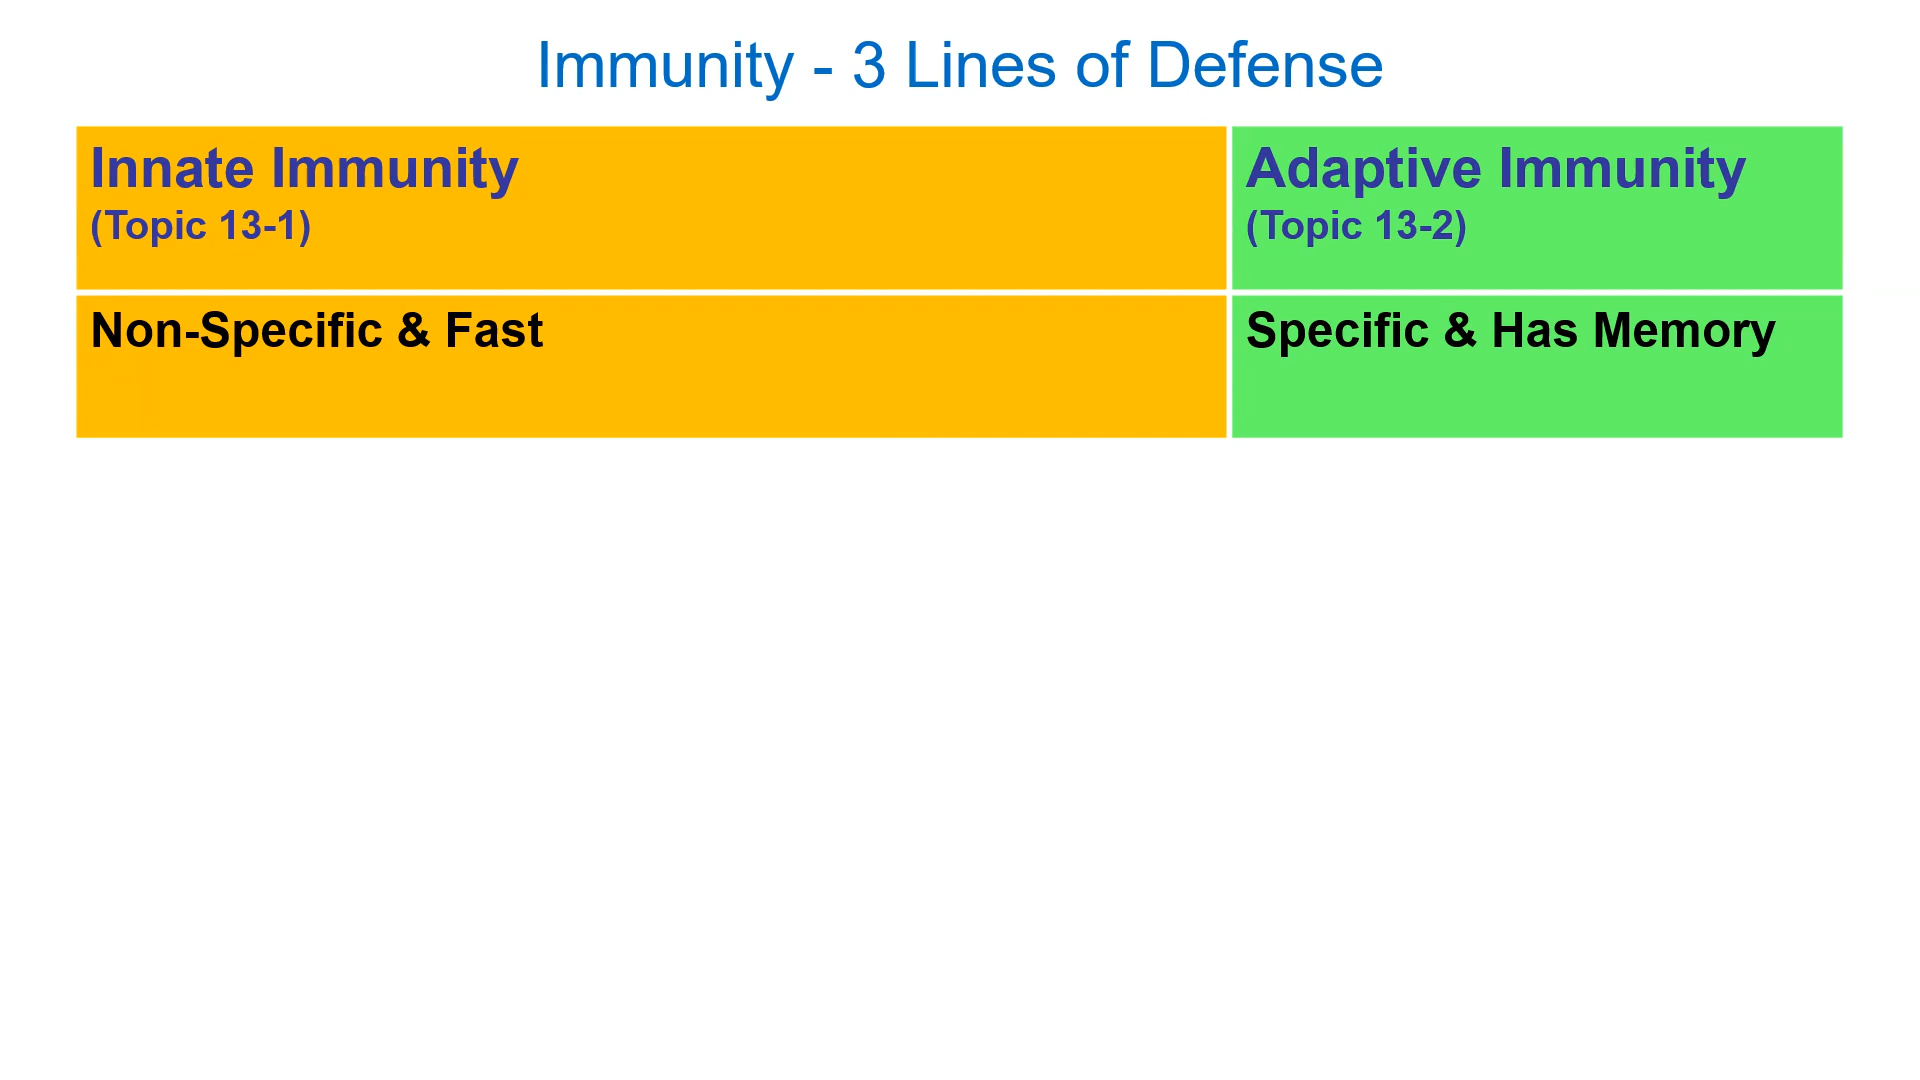 Immunity - 3 Lines of Defense
Innate Immunity
(Topic 13-1)
Adaptive Immunity
(Topic 13-2)
Non-Specific & Fast
Specific & Has Memory